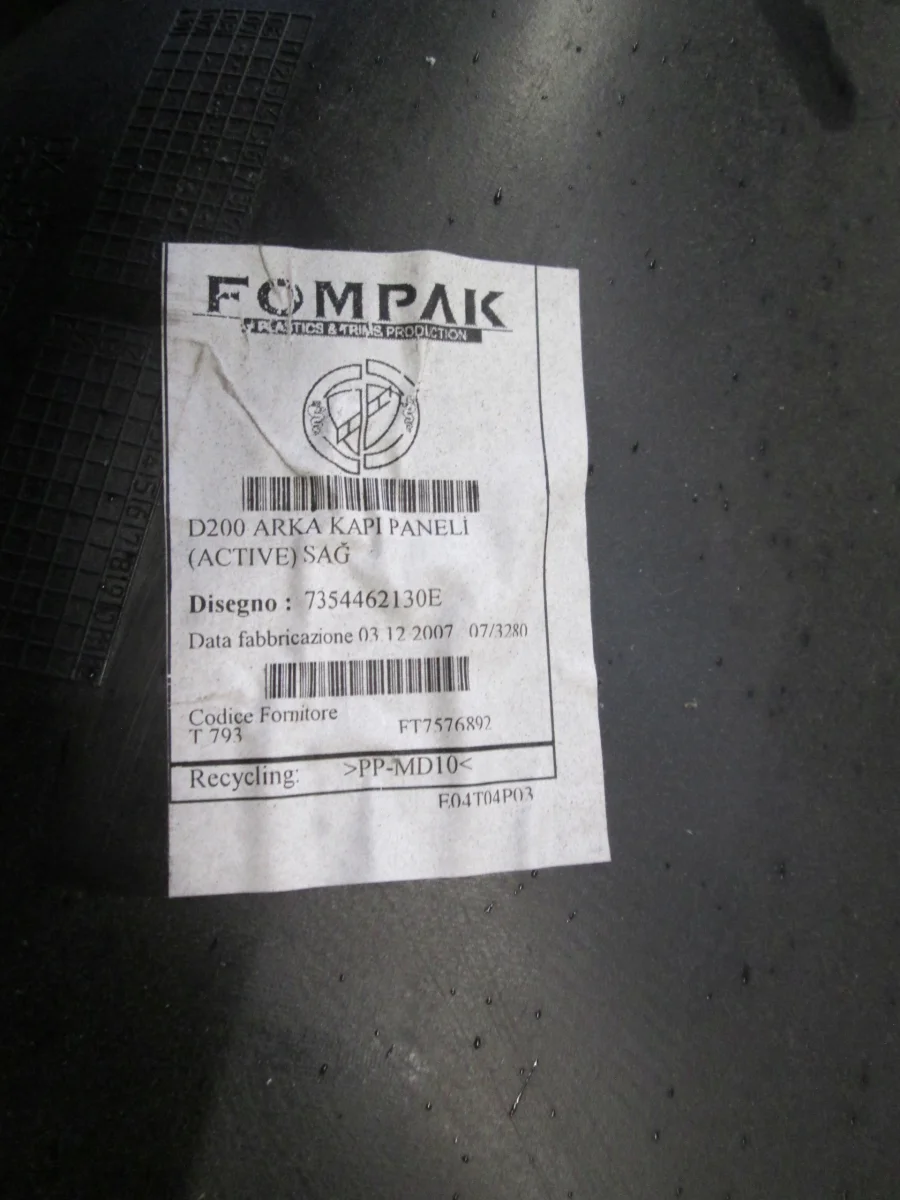 FOMPAK
PLASTICS & TRIMS PRODUCTION
D200 ARKA KAPI PANELİ
(ACTIVE) SAĞ
Disegno : 7354462130E
Data fabbricazione 03.12.2007 07/3280
Codice Fornitore
T 793 FT7576892
Recycling: >PP-MD10<
E04T04P03